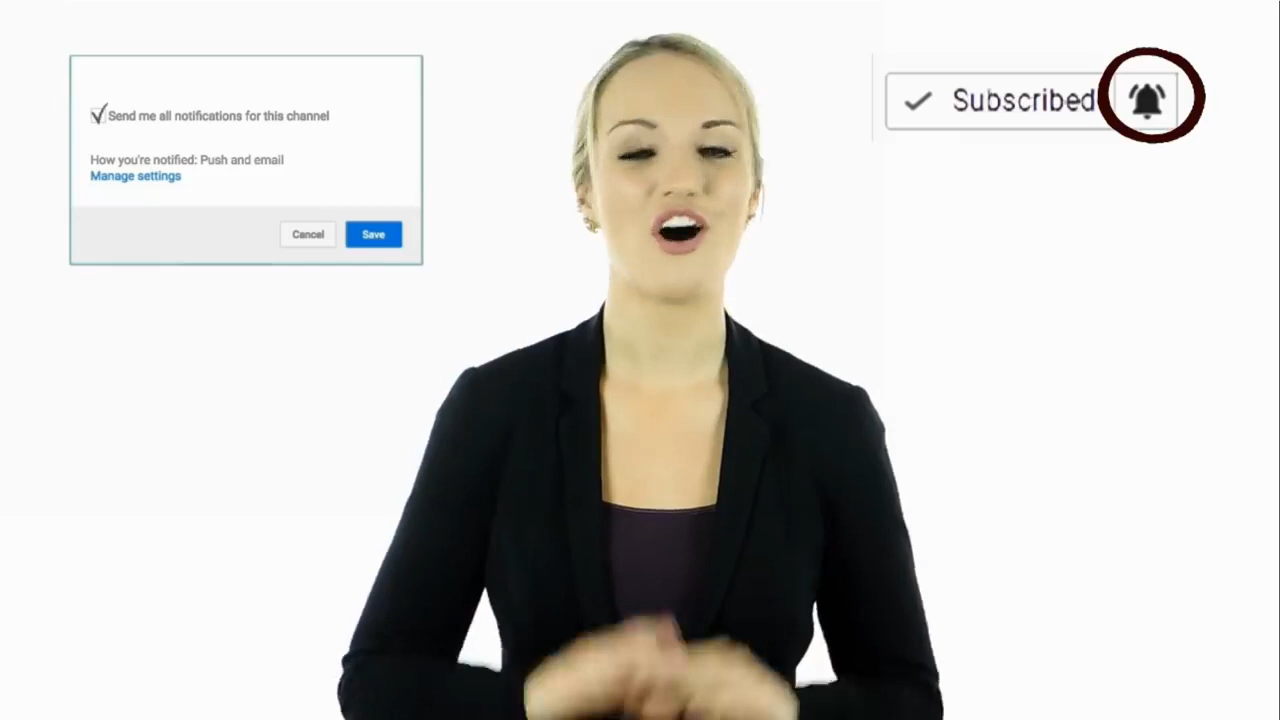 Send me all notifications for this channel
How you're notified: Push and email
Manage settings
Cancel
Save
Subscribed